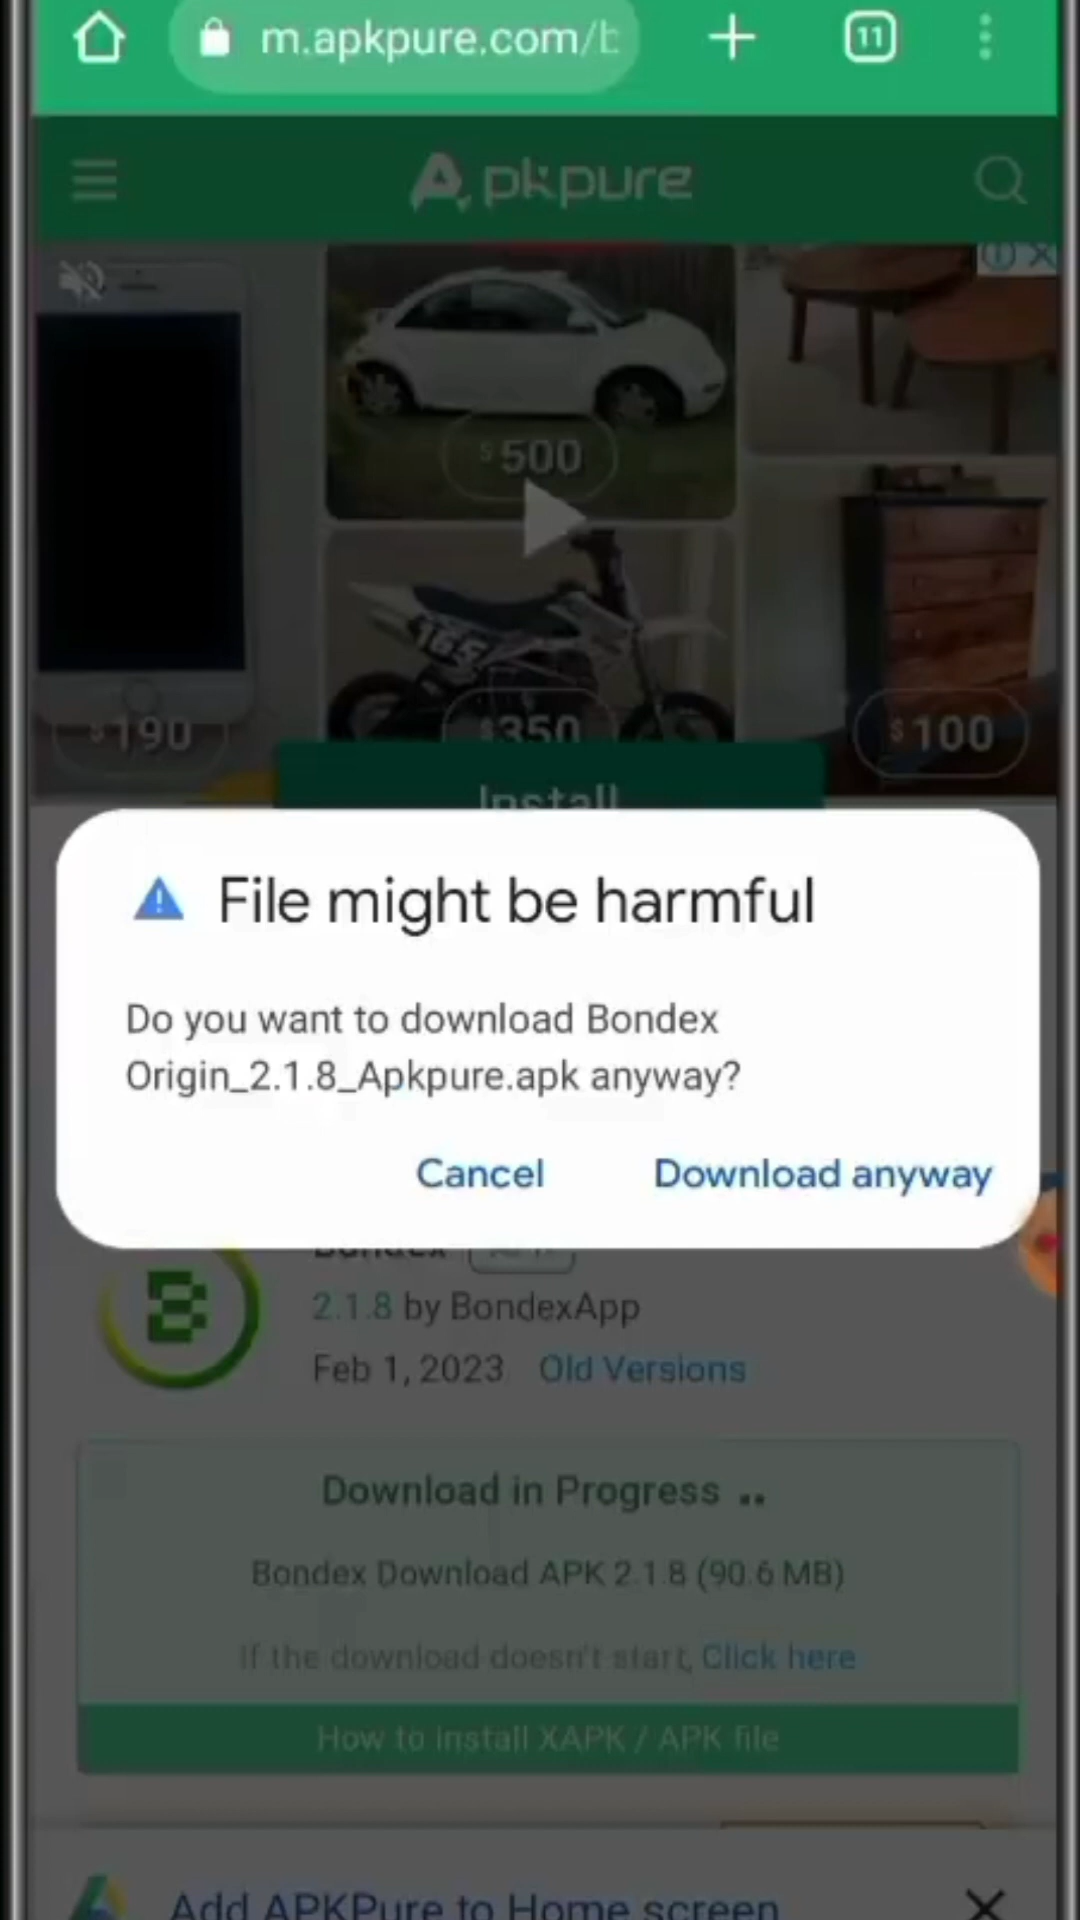 m.apkpure.com/b
11
Apkpure
$500
165
$190
$350
$100
Install
File might be harmful
Do you want to download Bondex
Origin_2.1.8_Apkpure.apk anyway?
Cancel Download anyway
Bondex
2.1.8 by BondexApp
Feb 1, 2023 Old Versions
Download in Progress ..
Bondex Download APK 2.1.8 (90.6 MB)
If the download doesn't start, Click here
How to install XAPK / APK file
Add APKPure to Home screen